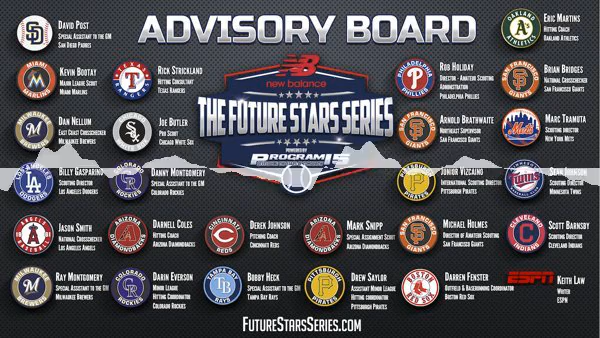 ADVISORY BOARD
DAVID POST
SPECIAL ASSISTANT TO THE GM
SAN DIEGO PADRES
ERIC MARTINS
HITTING COACH
OAKLAND ATHLETICS
KEVIN BOOTAY
MAJOR LEAGUE SCOUT
MIAMI MARLINS
RICK STRICKLAND
HITTING CONSULTANT
TEXAS RANGERS
new balance
THE FUTURE STARS SERIES
POWERED BY
PROGRAM 15
ROB HOLIDAY
DIRECTOR - AMATEUR SCOUTING
ADMINISTRATION
PHILADELPHIA PHILLIES
BRIAN BRIDGES
NATIONAL CROSSCHECKER
SAN FRANCISCO GIANTS
DAN NELLUM
EAST COAST CROSSCHECKER
MILWAUKEE BREWERS
JOE BUTLER
PRO SCOUT
CHICAGO WHITE SOX
ARNOLD BRATHWAITE
NORTHEAST SUPERVISOR
SAN FRANCISCO GIANTS
MARC TRAMUTA
SCOUTING DIRECTOR
NEW YORK METS
BILLY GASPARINO
SCOUTING DIRECTOR
LOS ANGELES DODGERS
DANNY MONTGOMERY
SPECIAL ASSISTANT TO THE GM
COLORADO ROCKIES
JUNIOR VIZCAINO
INTERNATIONAL SCOUTING DIRECTOR
PITTSBURGH PIRATES
SEAN JOHNSON
SCOUTING DIRECTOR
MINNESOTA TWINS
JASON SMITH
NATIONAL CROSSCHECKER
LOS ANGELES ANGELS
DARNELL COLES
HITTING COACH
ARIZONA DIAMONDBACKS
DEREK JOHNSON
PITCHING COACH
CINCINNATI REDS
MARK SNIPP
SPECIAL ASSIGNMENT SCOUT
ARIZONA DIAMONDBACKS
MICHAEL HOLMES
DIRECTOR OF AMATEUR SCOUTING
SAN FRANCISCO GIANTS
SCOTT BARNSBY
SCOUTING DIRECTOR
CLEVELAND INDIANS
RAY MONTGOMERY
SPECIAL ASSISTANT TO THE GM
MILWAUKEE BREWERS
DARIN EVERSON
MINOR LEAGUE
HITTING COORDINATOR
COLORADO ROCKIES
BOBBY HECK
SPECIAL ASSISTANT TO THE GM
TAMPA BAY RAYS
DREW SAYLOR
ASSISTANT MINOR LEAGUE
HITTING COORDINATOR
PITTSBURGH PIRATES
DARREN FENSTER
OUTFIELD & BASERUNNING COORDINATOR
BOSTON RED SOX
ESPN
KEITH LAW
WRITER
ESPN
FUTURESTARSSERIES.COM